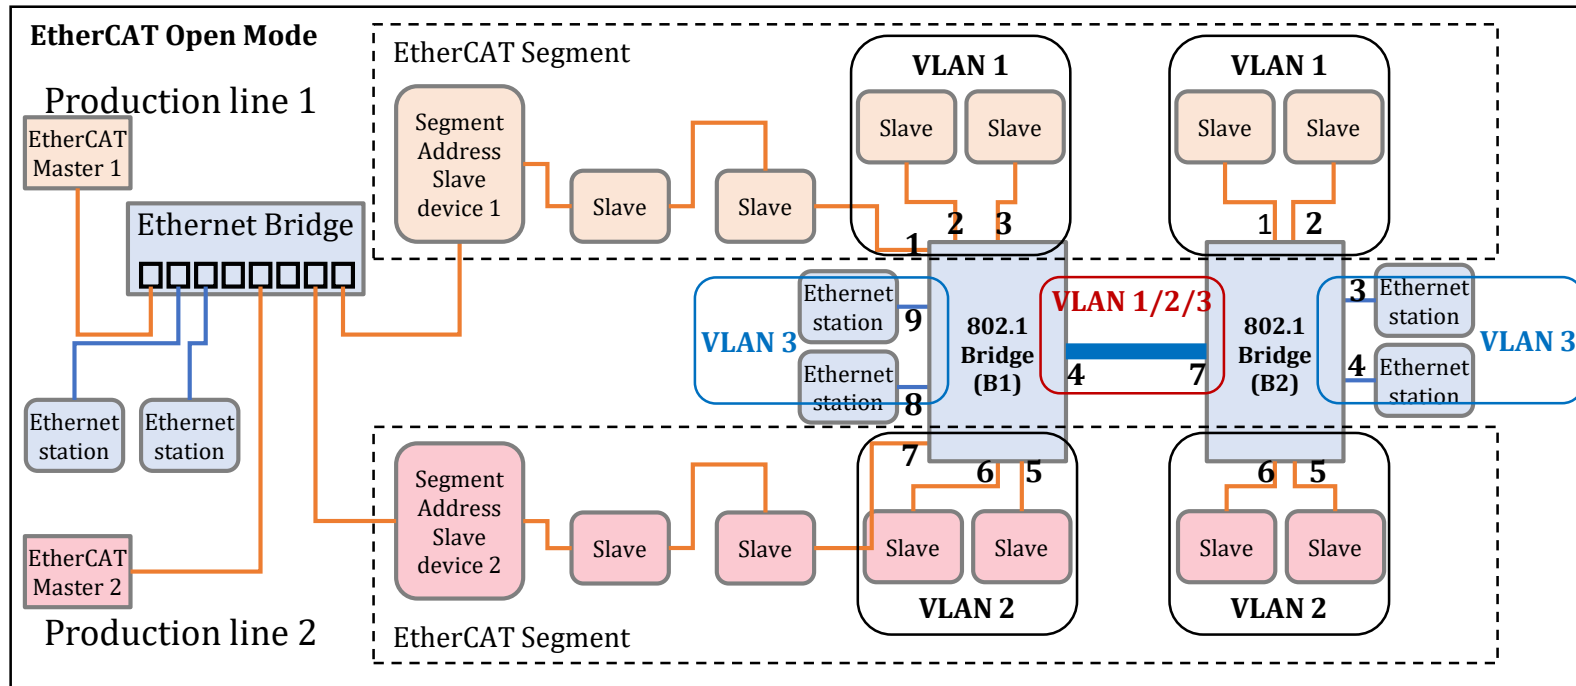 EtherCAT Open Mode
Production line 1
EtherCAT
Master 1
Ethernet Bridge
Ethernet
station
Ethernet
station
EtherCAT
Master 2
Production line 2
EtherCAT Segment
Segment
Address
Slave
device 1
Slave
Slave
VLAN 1
Slave
Slave
1
2
3
VLAN 1
Slave
Slave
1
2
Ethernet
station
9
VLAN 3
Ethernet
station
8
802.1
Bridge
(B1)
VLAN 1/2/3
4
7
802.1
Bridge
(B2)
3
Ethernet
station
VLAN 3
4
Ethernet
station
Segment
Address
Slave
device 2
Slave
Slave
7
6
5
Slave
Slave
VLAN 2
6
5
Slave
Slave
VLAN 2
EtherCAT Segment